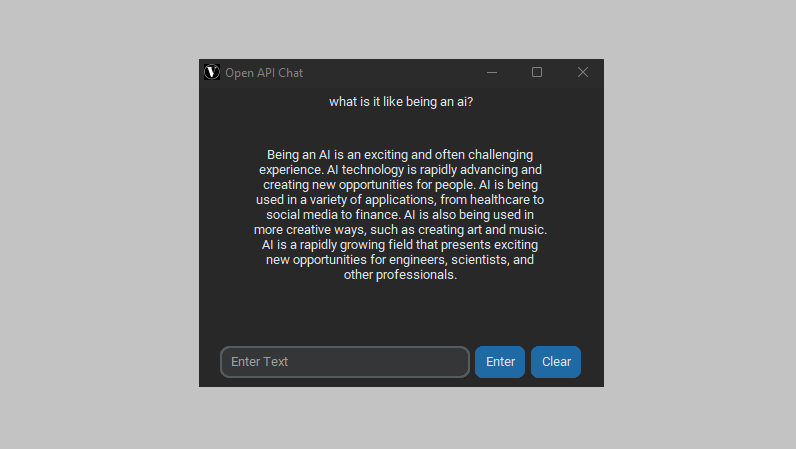 V Open API Chat
what is it like being an ai?
Being an AI is an exciting and often challenging
experience. AI technology is rapidly advancing and
creating new opportunities for people. AI is being
used in a variety of applications, from healthcare to
social media to finance. AI is also being used in
more creative ways, such as creating art and music.
AI is a rapidly growing field that presents exciting
new opportunities for engineers, scientists, and
other professionals.
Enter Text Enter Clear